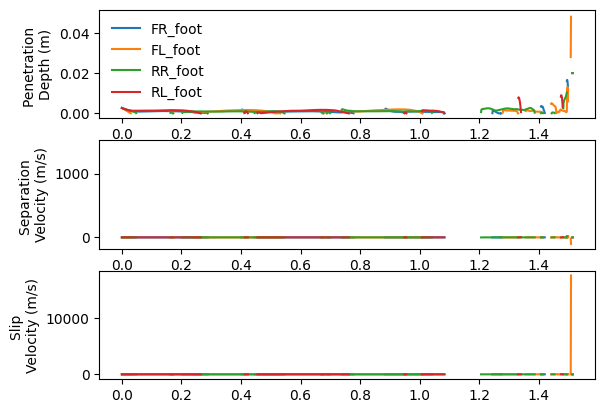 Penetration
Depth (m)
0.04
0.02
0.00
FR_foot
FL_foot
RR_foot
RL_foot
0.0 0.2 0.4 0.6 0.8 1.0 1.2 1.4
Separation
Velocity (m/s)
1000
0
0.0 0.2 0.4 0.6 0.8 1.0 1.2 1.4
Slip
Velocity (m/s)
10000
0
0.0 0.2 0.4 0.6 0.8 1.0 1.2 1.4